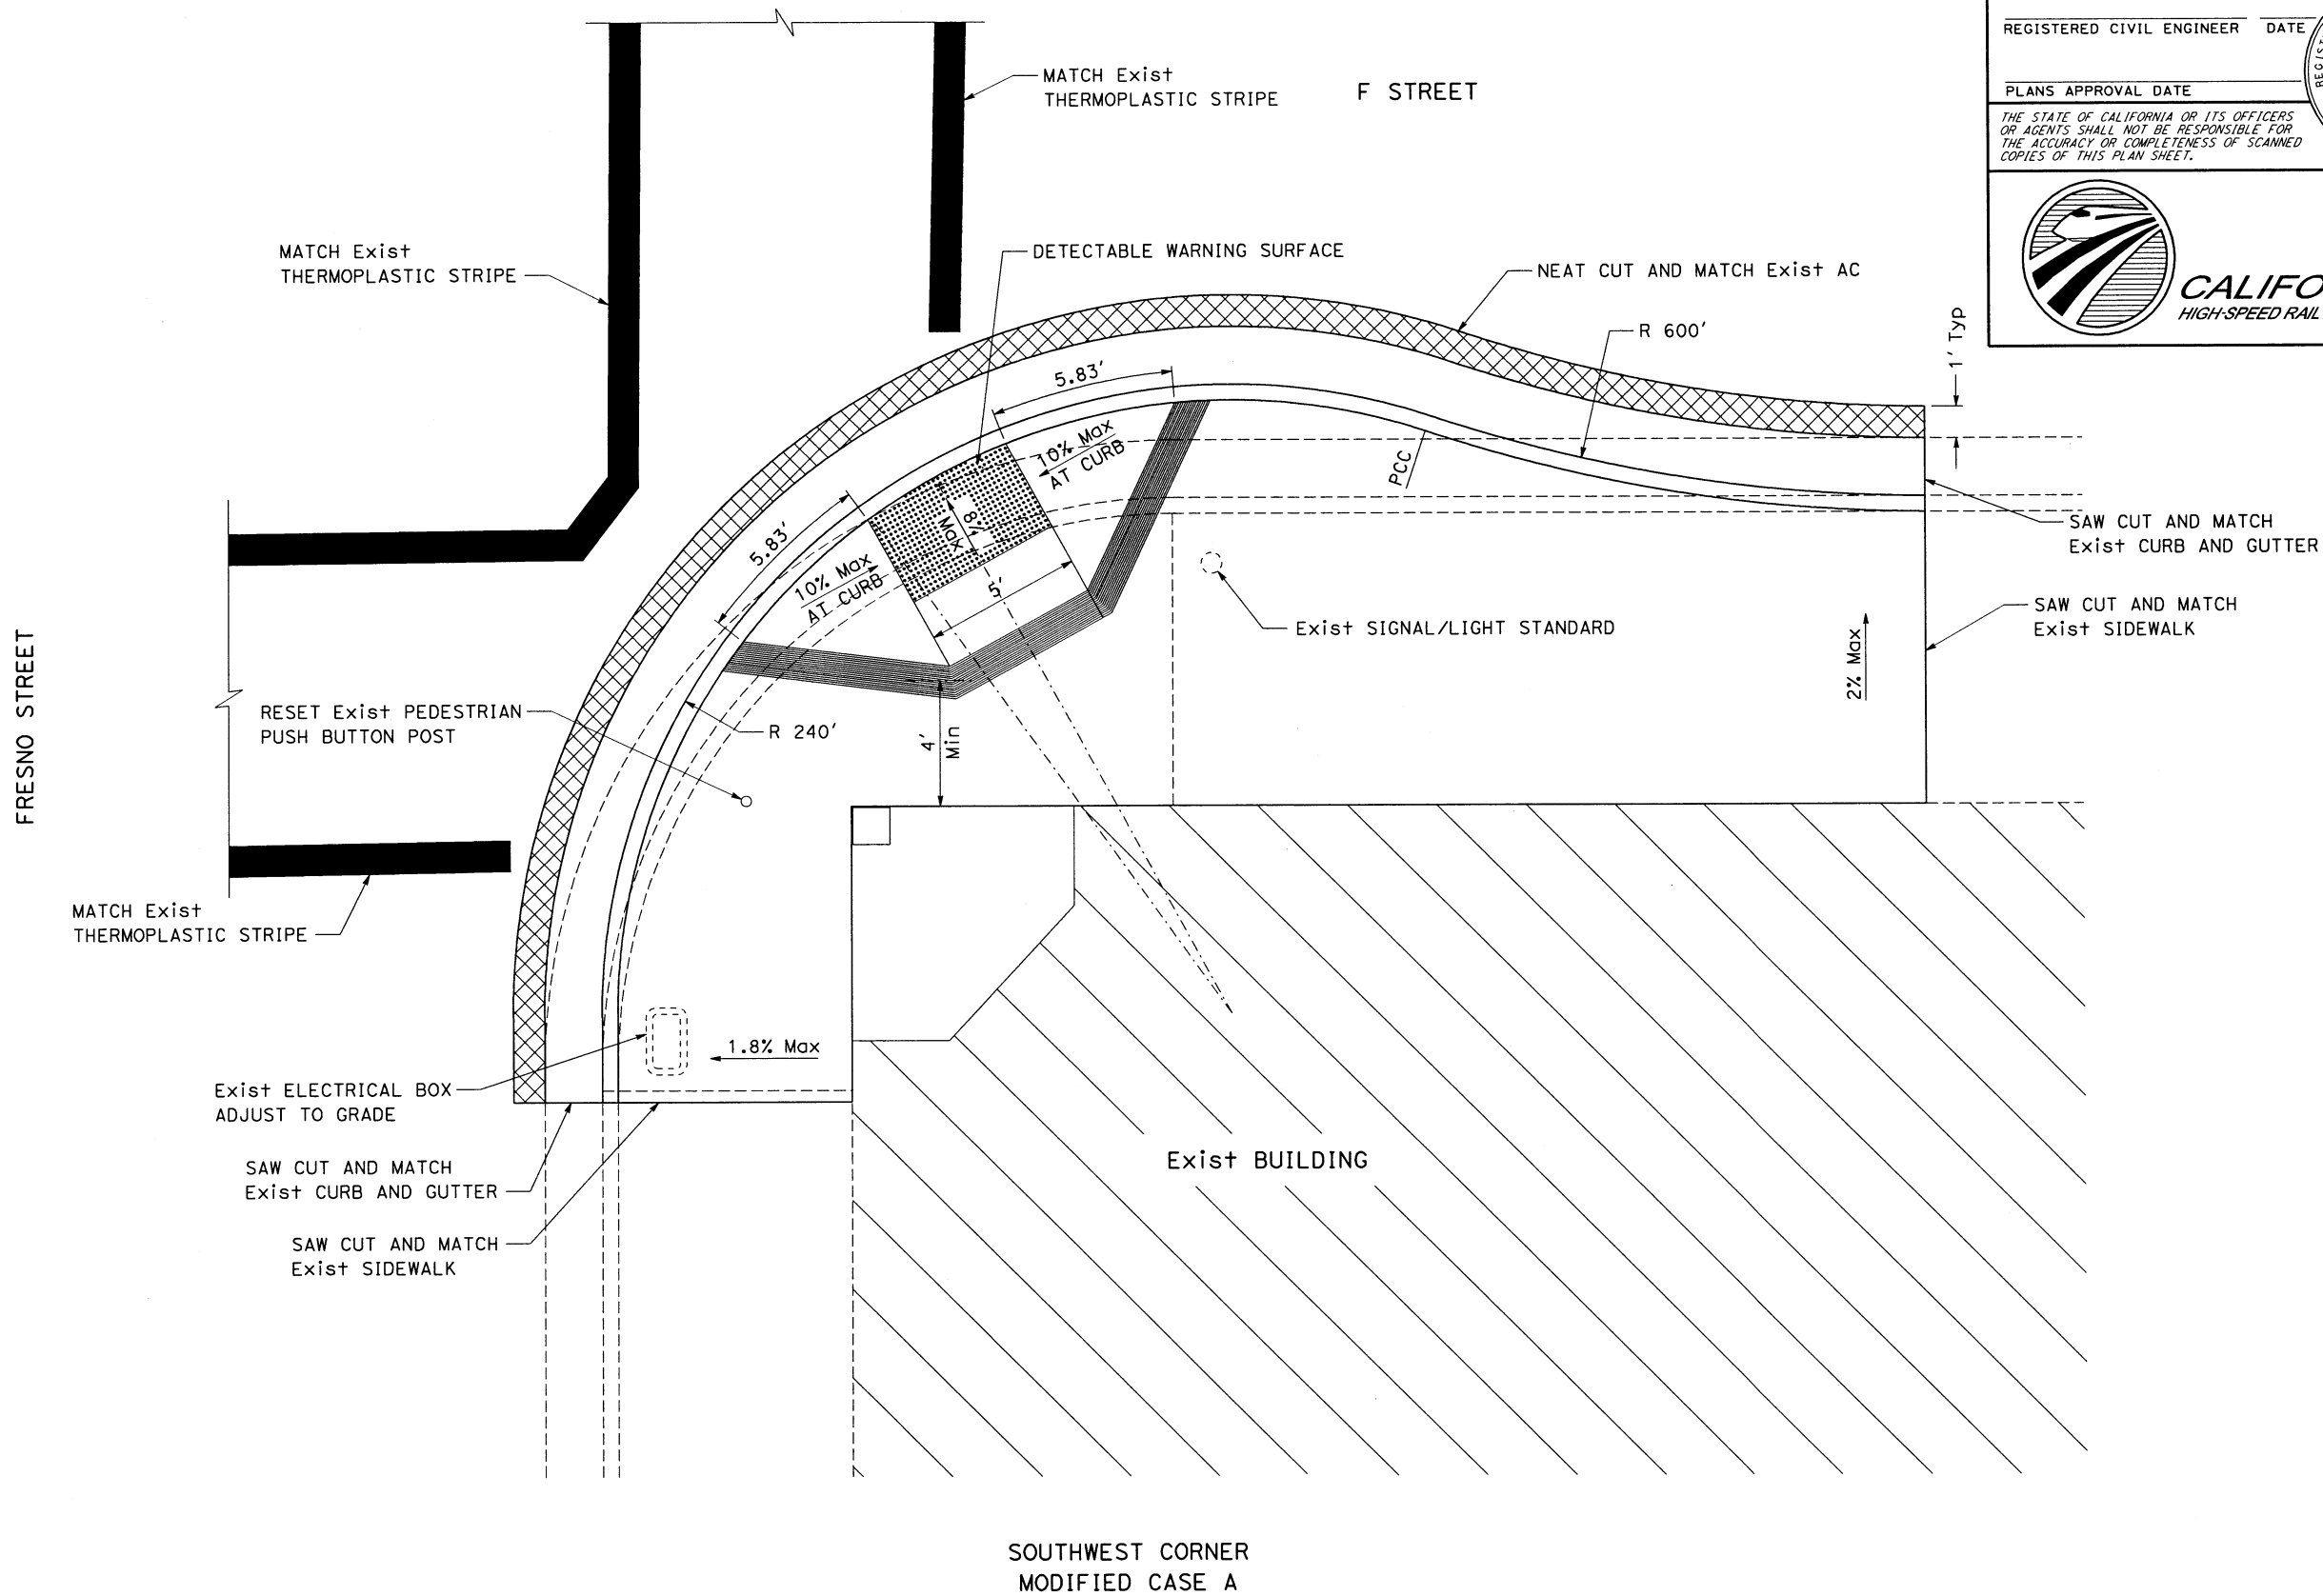 REGISTERED CIVIL ENGINEER DATE
PLANS APPROVAL DATE
THE STATE OF CALIFORNIA OR ITS OFFICERS
OR AGENTS SHALL NOT BE RESPONSIBLE FOR
THE ACCURACY OR COMPLETENESS OF SCANNED
COPIES OF THIS PLAN SHEET.
CALIFO
HIGH-SPEED RAIL
MATCH Exist
THERMOPLASTIC STRIPE
F STREET
MATCH Exist
THERMOPLASTIC STRIPE
DETECTABLE WARNING SURFACE
NEAT CUT AND MATCH Exist AC
R 600'
1' Typ
5.83'
10% Max
AT CURB
PCC
8%
Max
5.83'
10% Max
AT CURB
5'
SAW CUT AND MATCH
Exist CURB AND GUTTER
SAW CUT AND MATCH
Exist SIDEWALK
Exist SIGNAL/LIGHT STANDARD
2% Max
FRESNO STREET
RESET Exist PEDESTRIAN
PUSH BUTTON POST
R 240'
4'
Min
MATCH Exist
THERMOPLASTIC STRIPE
1.8% Max
Exist ELECTRICAL BOX
ADJUST TO GRADE
SAW CUT AND MATCH
Exist CURB AND GUTTER
Exist BUILDING
SAW CUT AND MATCH
Exist SIDEWALK
SOUTHWEST CORNER
MODIFIED CASE A